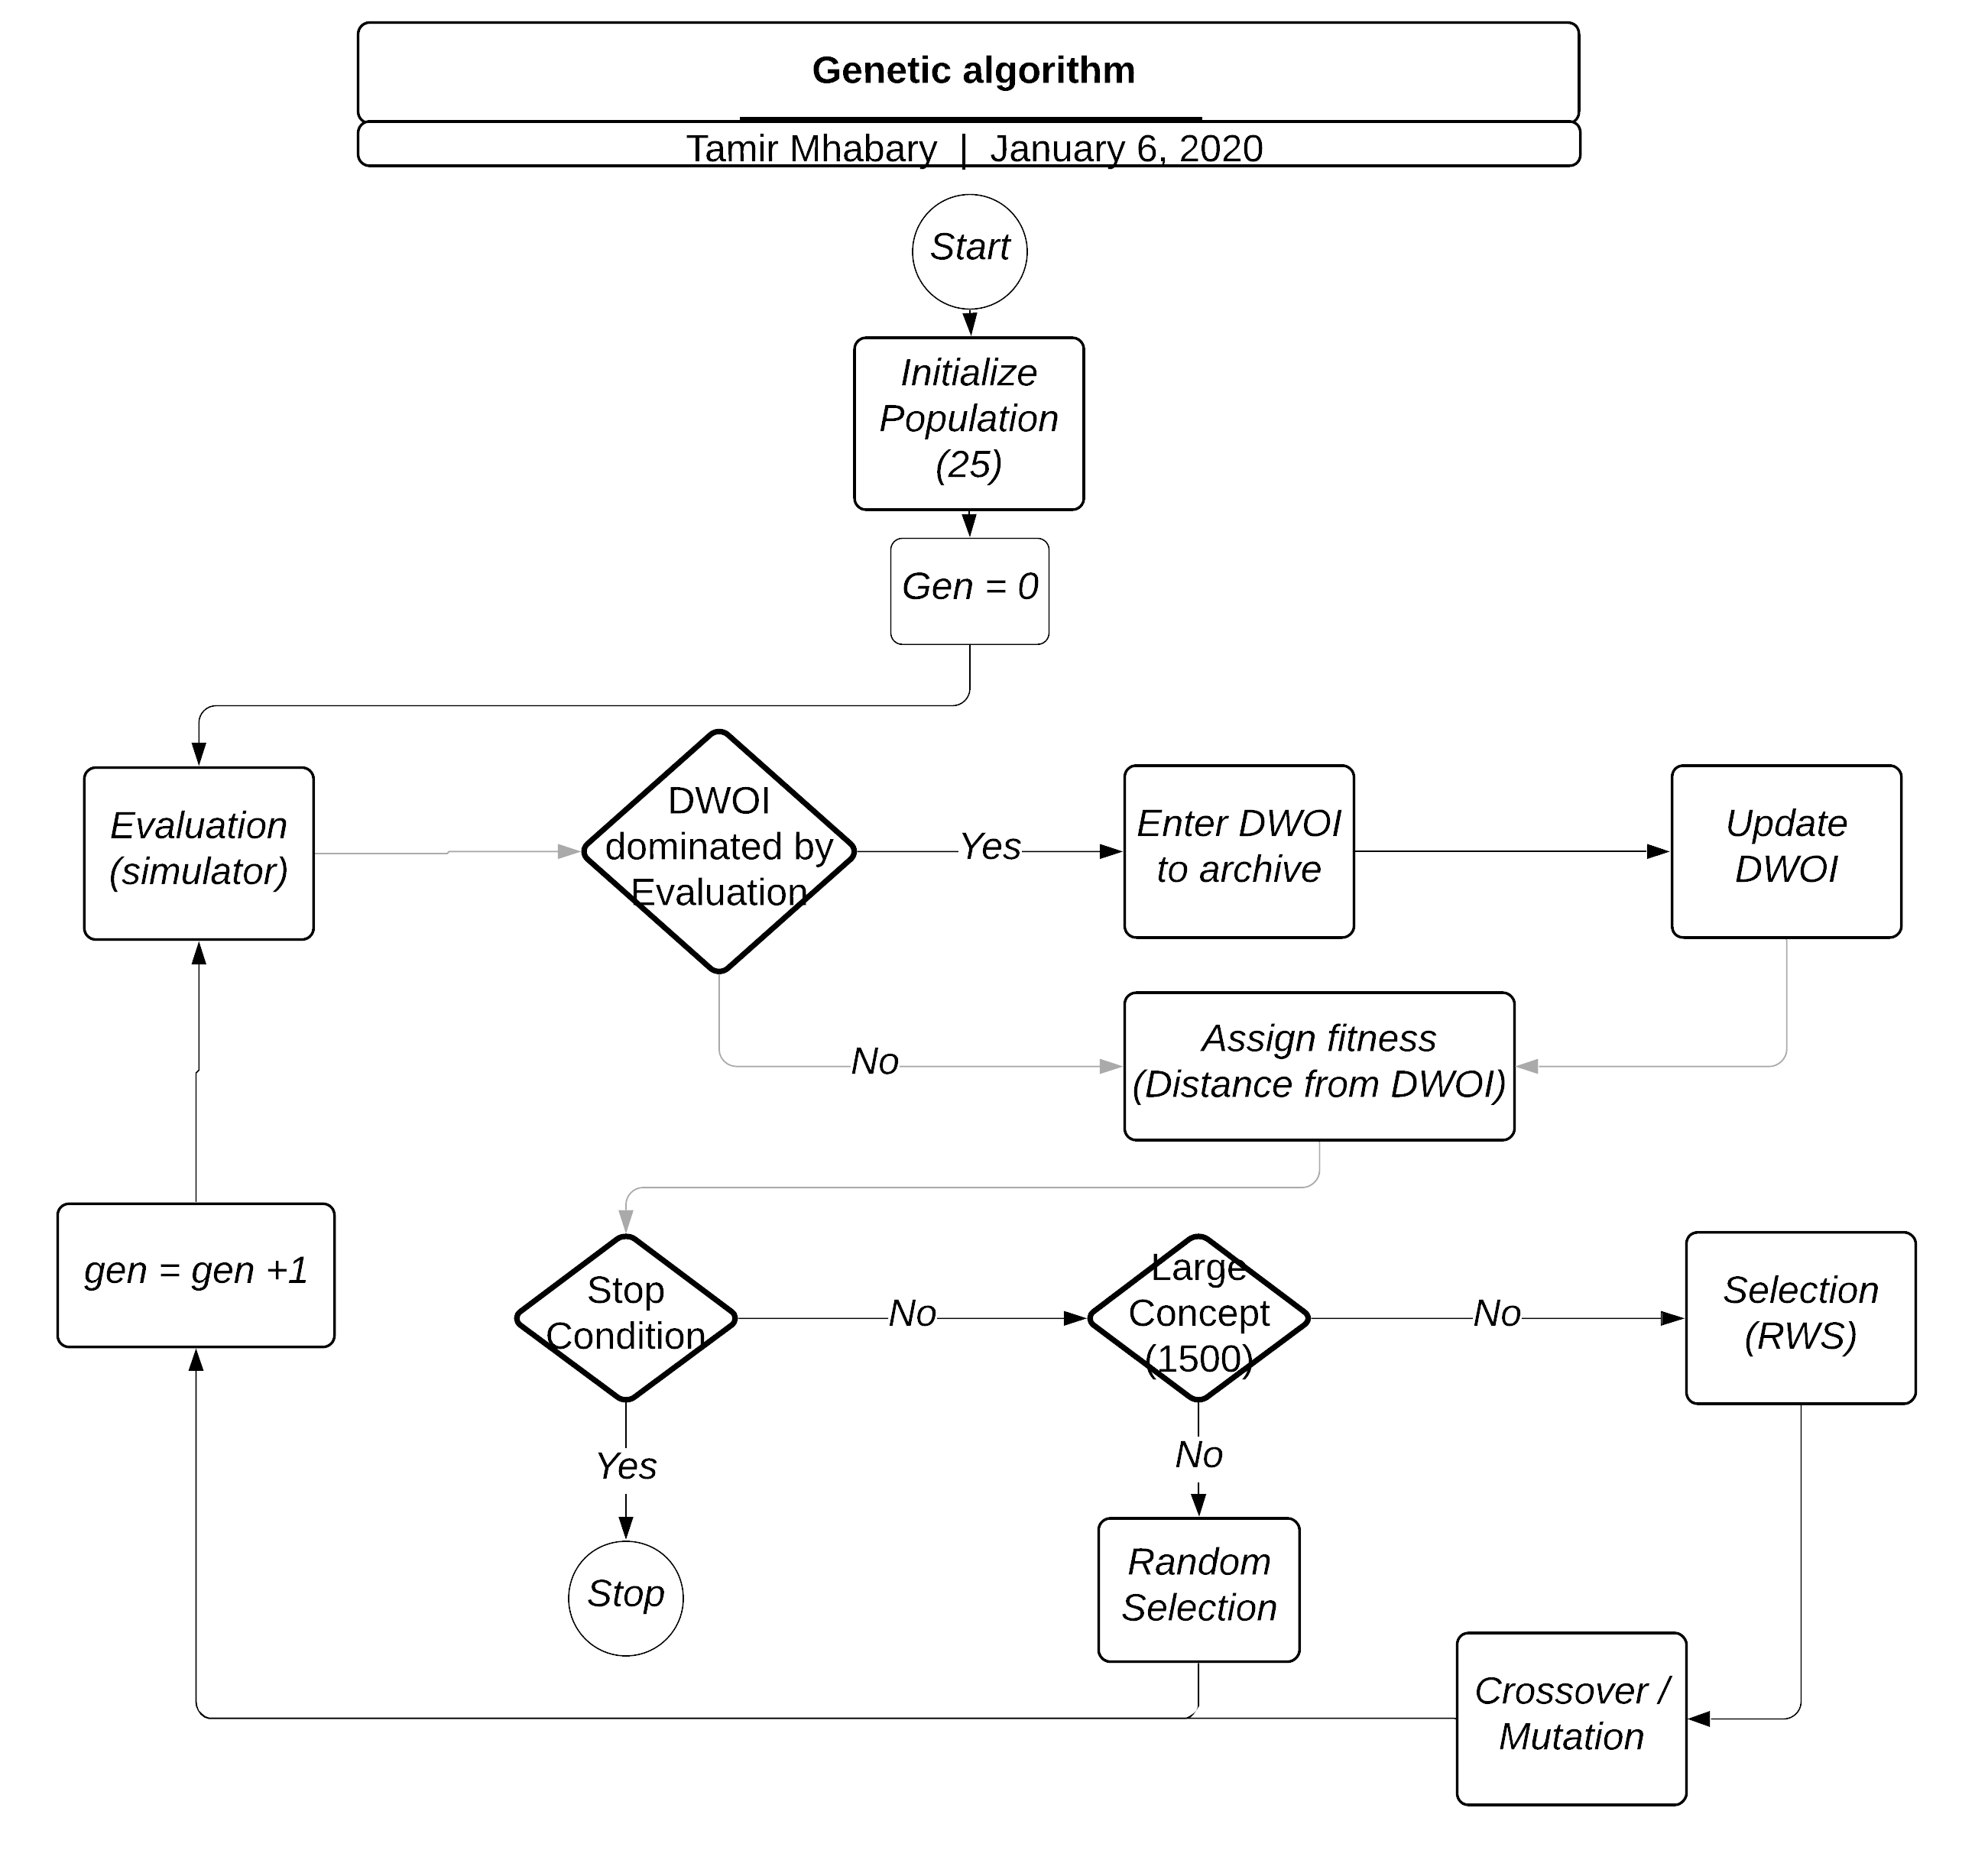 Genetic algorithm
Tamir Mhabary | January 6, 2020
Start
Initialize
Population
(25)
Gen = 0
Evaluation
(simulator)
DWOI
dominated by
Evaluation
Yes
Enter DWOI
to archive
Update
DWOI
No
Assign fitness
(Distance from DWOI)
gen = gen +1
Stop
Condition
No
Large
Concept
(1500)
No
Selection
(RWS)
Yes
No
Stop
Random
Selection
Crossover /
Mutation